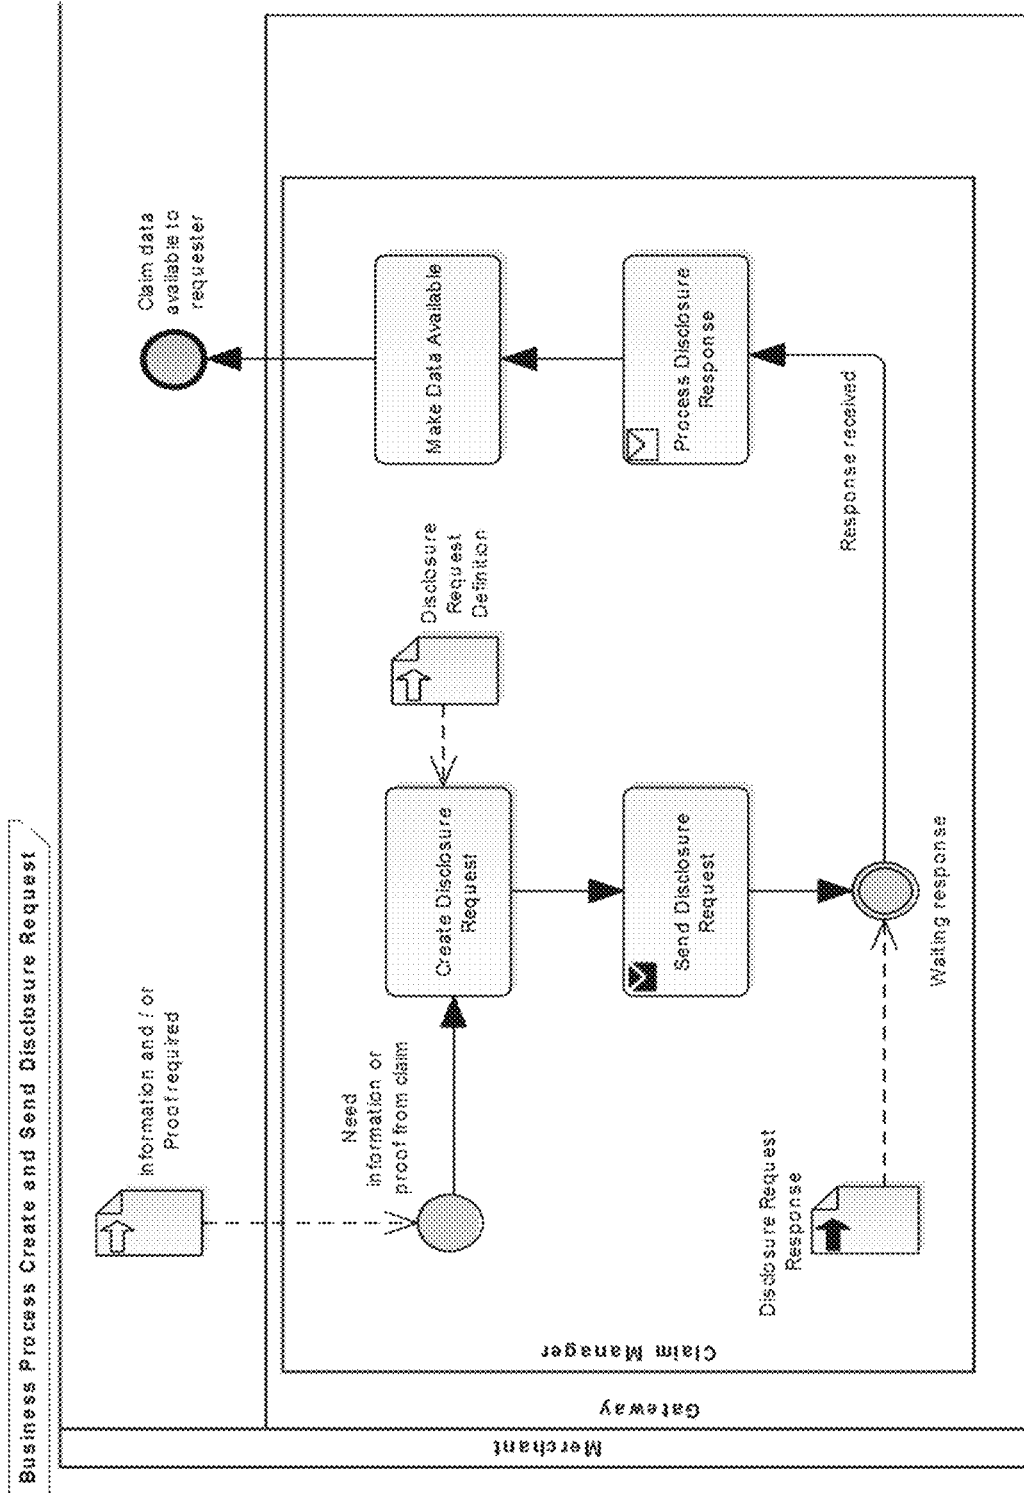 Business Process Create and Send Disclosure Request
Merchant
Gateway
Claim Manager
Information and / or
Proof required
Claim data
available to
requester
Need
information or
proof from claim
Create Disclosure
Request
Disclosure
Request
Definition
Make Data Available
Send Disclosure
Request
Process Disclosure
Response
Disclosure Request
Response
Waiting response
Response received